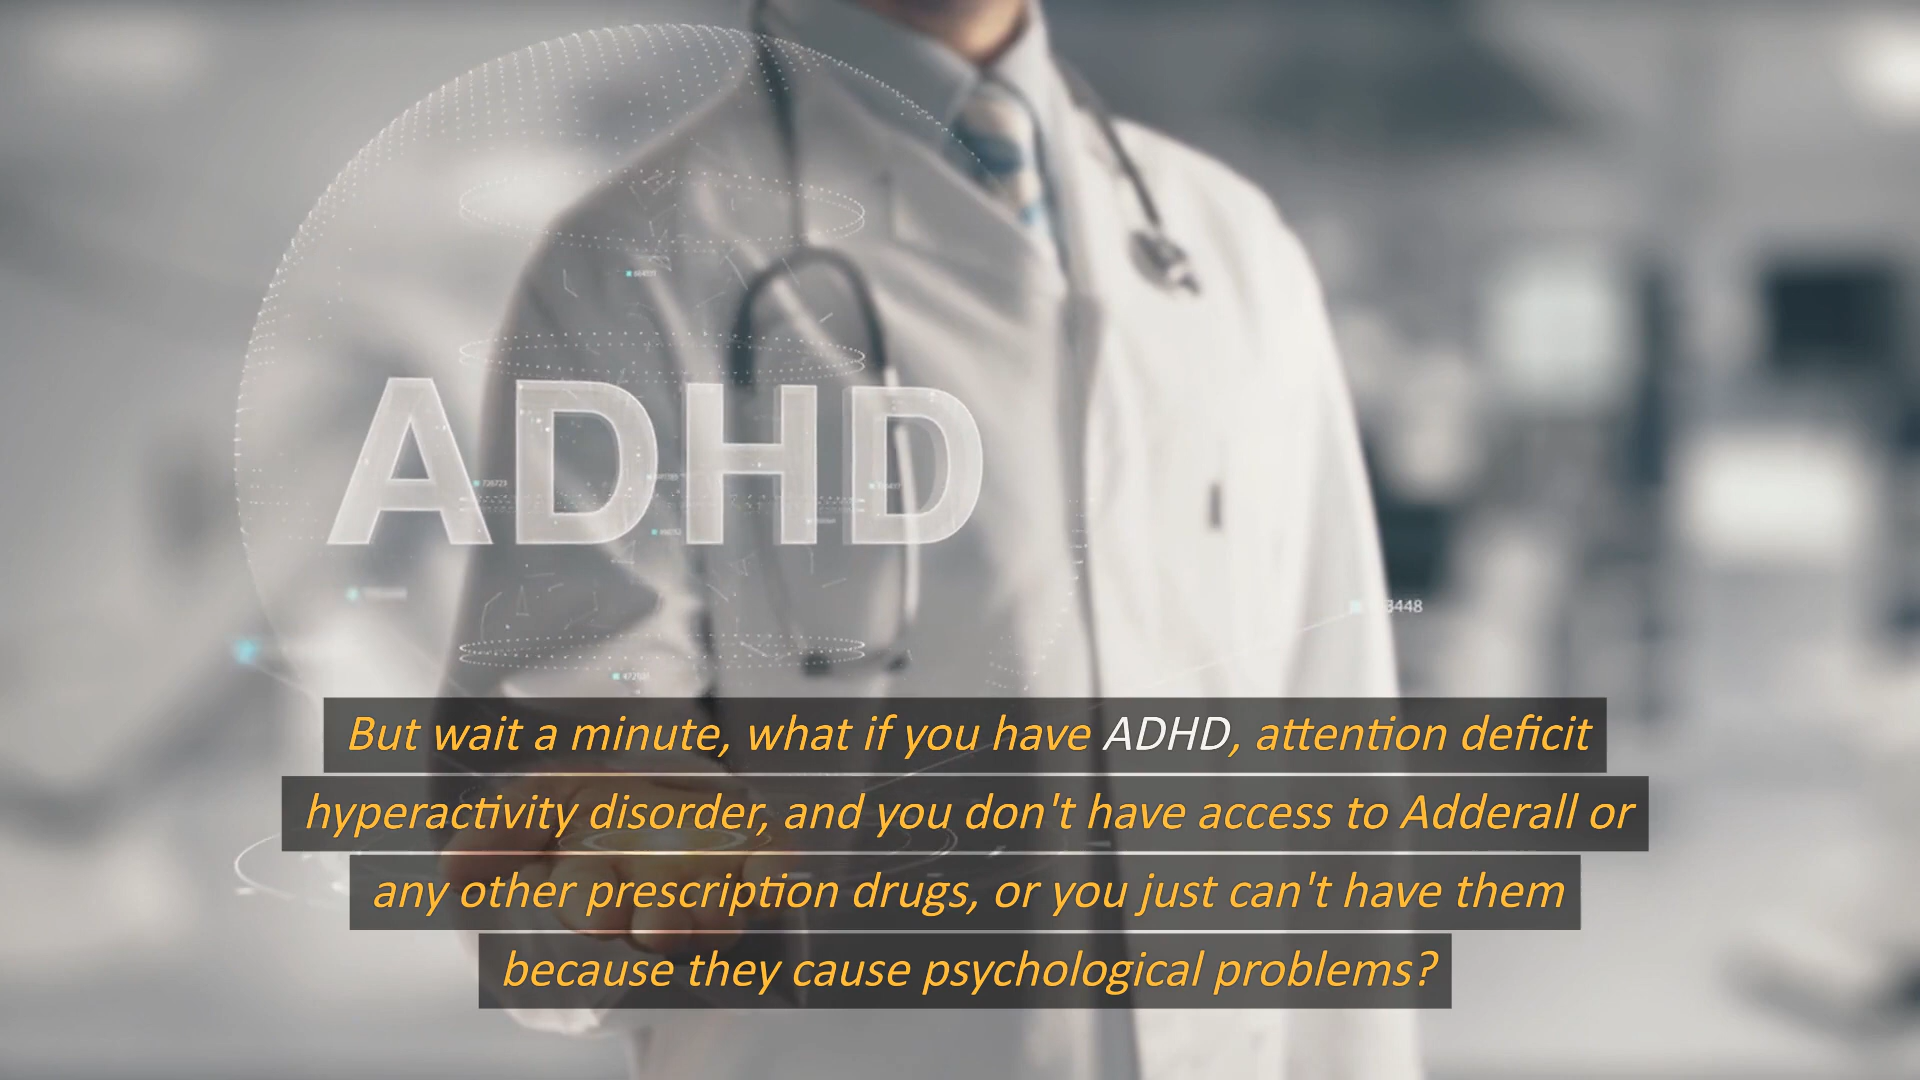 ADHD
3448
But wait a minute, what if you have ADHD, attention deficit
hyperactivity disorder, and you don't have access to Adderall or
any other prescription drugs, or you just can't have them
because they cause psychological problems?